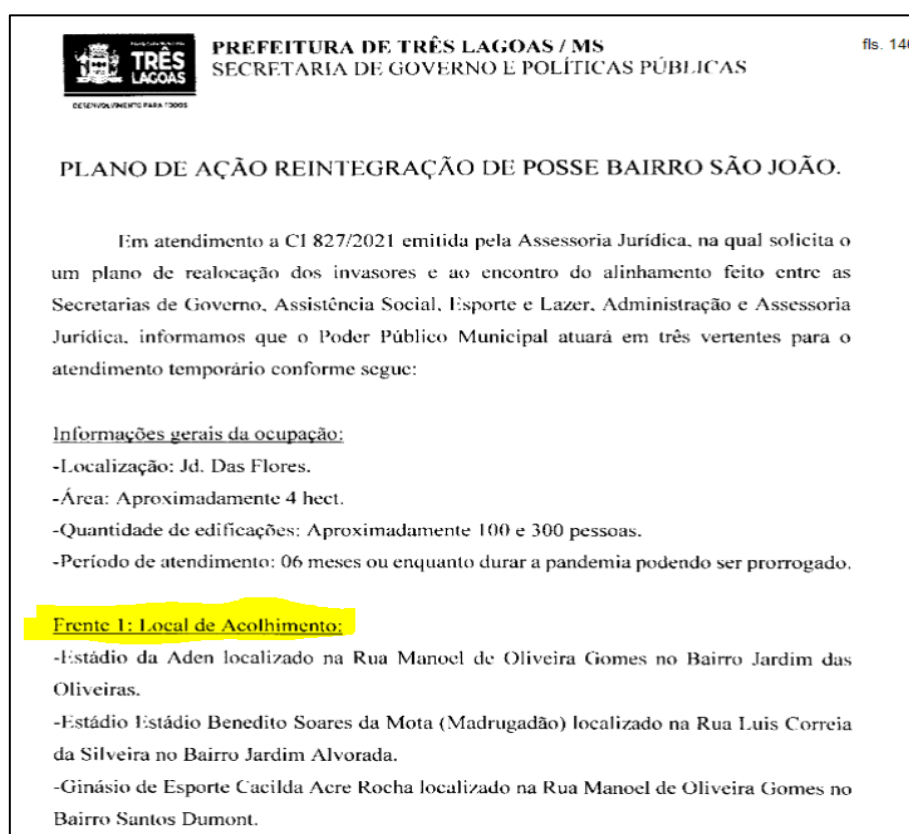 PREFEITURA DE TRÊS LAGOAS / MS
fls. 140
SECRETARIA DE GOVERNO E POLÍTICAS PÚBLICAS
TRÊS
LAGOAS
DESENVOLVIMENTO PARA TODOS
PLANO DE AÇÃO REINTEGRAÇÃO DE POSSE BAIRRO SÃO JOÃO.
Em atendimento a CI 827/2021 emitida pela Assessoria Jurídica, na qual solicita o
um plano de realocação dos invasores e ao encontro do alinhamento feito entre as
Secretarias de Governo, Assistência Social, Esporte e Lazer, Administração e Assessoria
Jurídica, informamos que o Poder Público Municipal atuará em três vertentes para o
atendimento temporário conforme segue:
Informações gerais da ocupação:
-Localização: Jd. Das Flores.
-Área: Aproximadamente 4 hect.
-Quantidade de edificações: Aproximadamente 100 e 300 pessoas.
-Período de atendimento: 06 meses ou enquanto durar a pandemia podendo ser prorrogado.
Frente 1: Local de Acolhimento:
-Estádio da Aden localizado na Rua Manoel de Oliveira Gomes no Bairro Jardim das
Oliveiras.
-Estádio Estádio Benedito Soares da Mota (Madrugadão) localizado na Rua Luis Correia
da Silveira no Bairro Jardim Alvorada.
-Ginásio de Esporte Cacilda Acre Rocha localizado na Rua Manoel de Oliveira Gomes no
Bairro Santos Dumont.